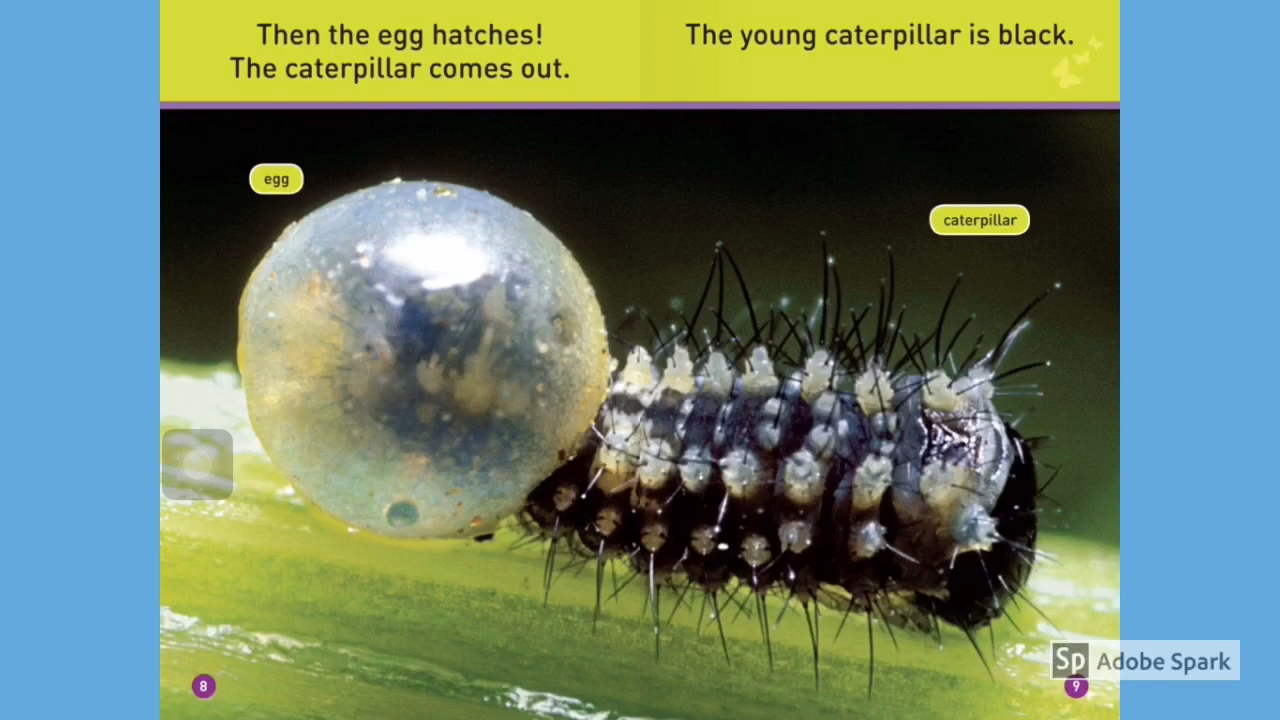 Then the egg hatches!
The caterpillar comes out.
The young caterpillar is black.
egg
caterpillar
8
9
Sp Adobe Spark